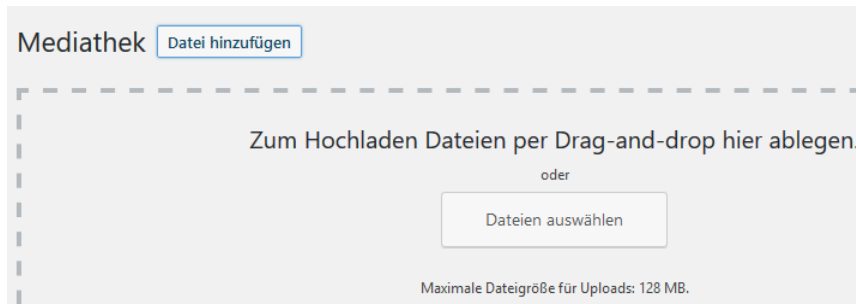 Mediathek Datei hinzufügen
Zum Hochladen Dateien per Drag-and-drop hier ablegen.
oder
Dateien auswählen
Maximale Dateigröße für Uploads: 128 MB.